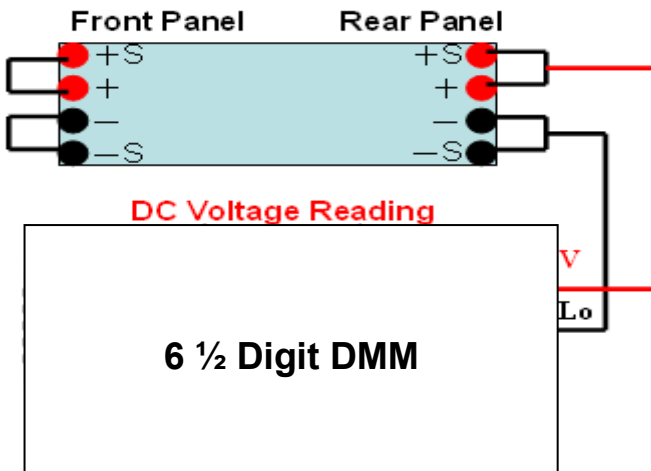 Front Panel Rear Panel
+S +S
+ +
− −
−S −S
DC Voltage Reading
V
Lo
6 ½ Digit DMM